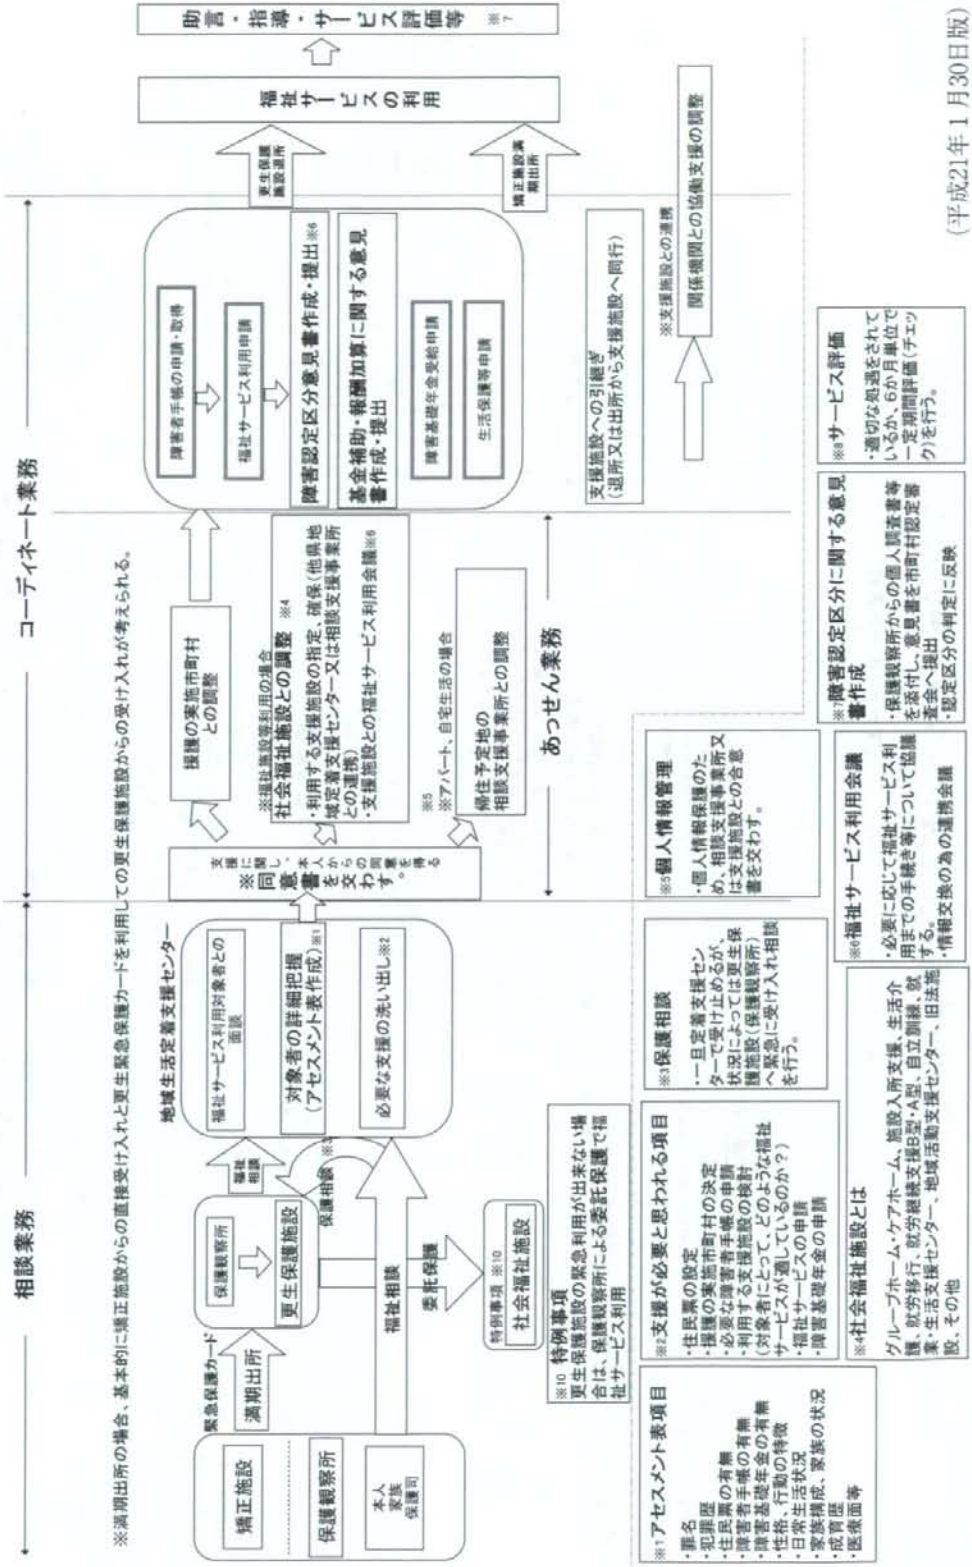 相談業務
コーディネート業務
※満期出所の場合、基本的に矯正施設からの直接受け入れと更生緊急保護カードを利用しての更生保護施設からの受け入れが考えられる。
矯正施設
保護観察所
本人
家族
保護司
緊急保護カード
満期出所
保護観察所
更生保護施設
福祉
相談
保護相談
福祉相談
委託保護
特例事項 ※10
社会福祉施設
※10 特例事項
更生保護施設の緊急利用が出来ない場
合は、保護観察所による委託保護で福
祉サービス利用
地域生活定着支援センター
福祉サービス利用対象者との
面談
対象者の詳細把握
(アセスメント表作成)※1
必要な支援の洗い出し※2
支援に関し、本人からの同意を得る
※同意書を交わす。
援護の実施市町村
との調整
※福祉施設等利用の場合
社会福祉施設との調整 ※4
・利用する支援施設の指定、確保(他県地
域定着支援センター又は相談支援事業所
との連携)
・支援施設との福祉サービス利用会議※6
※5
※アパート、自宅生活の場合
帰住予定地の
相談支援事業所との調整
あっせん業務
障害者手帳の申請・取得
福祉サービス利用申請
障害認定区分意見書作成・提出※6
基金補助・報酬加算に関する意見
書作成・提出
障害基礎年金受給申請
生活保護等申請
支援施設への引継ぎ
(退所又は出所から支援施設へ同行)
更生保護
施設退所
矯正施設満
期出所
福祉サービスの利用
助言・指導・サービス評価等
※7
※支援施設との連携
関係機関との協働支援の調整
※1アセスメント表項目
・罪名
・犯罪歴
・住民票の有無
・障害者手帳の有無
・障害基礎年金の有無
・性格、行動の特徴
・日常生活状況
・家族構成、家族の状況
・成育歴
・医療面等
※2支援が必要と思われる項目
・住民票の設定
・援護の実施市町村の決定
・必要な障害者手帳の申請
・利用する支援施設の検討
(対象者にとって、どのような福祉
サービスが適しているのか?)
・福祉サービスの申請
・障害基礎年金の申請
※3保護相談
・一旦定着支援セン
ターで受け止めるが、
状況によっては更生保
護施設(保護観察所)
へ緊急に受け入れ相談
を行う。
※4社会福祉施設とは
グループホーム・ケアホーム、施設入所支援、生活介
護、就労移行、就労継続支援B型・A型、自立訓練、就
業・生活支援センター、地域活動支援センター、旧法施
設、その他
※5個人情報管理
・個人情報保護のた
め、相談支援事業所又
は支援施設との合意
書を交わす。
※6福祉サービス利用会議
・必要に応じて福祉サービス利
用までの手続き等について協議
する。
・情報交換の為の連携会議
※7障害認定区分に関する意見
書作成
・保護観察所からの個人調査書等
を添付し、意見書を市町村認定審
査会へ提出
・認定区分の判定に反映
※8サービス評価
・適切な処遇をされて
いるか、6か月単位で
一定期間評価(チェッ
ク)を行う。
(平成21年1月30日版)